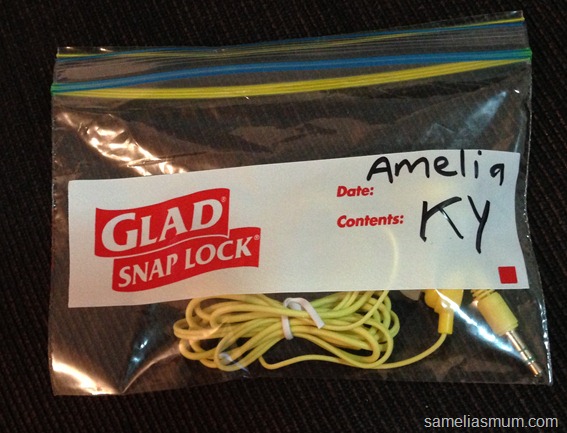 Amelia
Date:
Contents: KY
GLAD®
SNAP LOCK®
sameliasmum.com